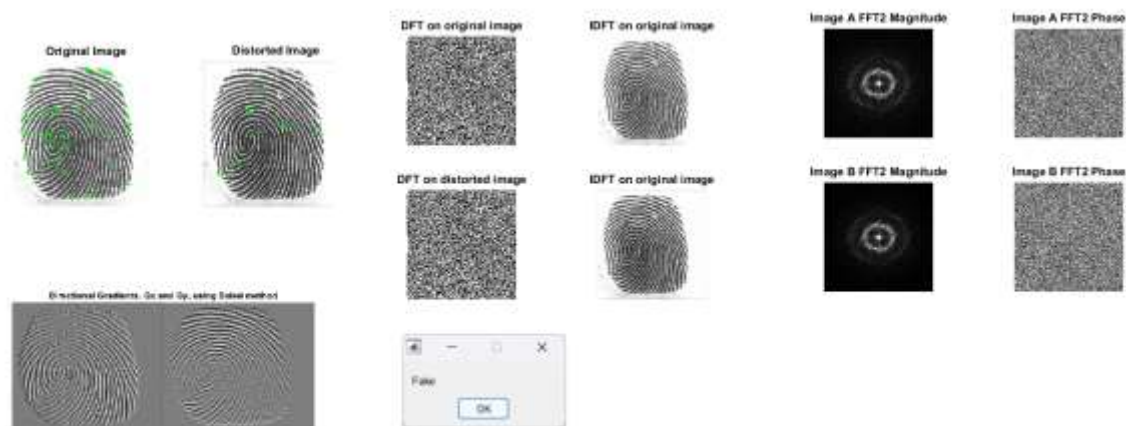 Original Image
Distorted Image
DFT on original image
IDFT on original image
Image A FFT2 Magnitude
Image A FFT2 Phase
DFT on distorted image
IDFT on original image
Image B FFT2 Magnitude
Image B FFT2 Phase
Directional Gradients, Gx and Gy, using Sobel method
Fake
OK